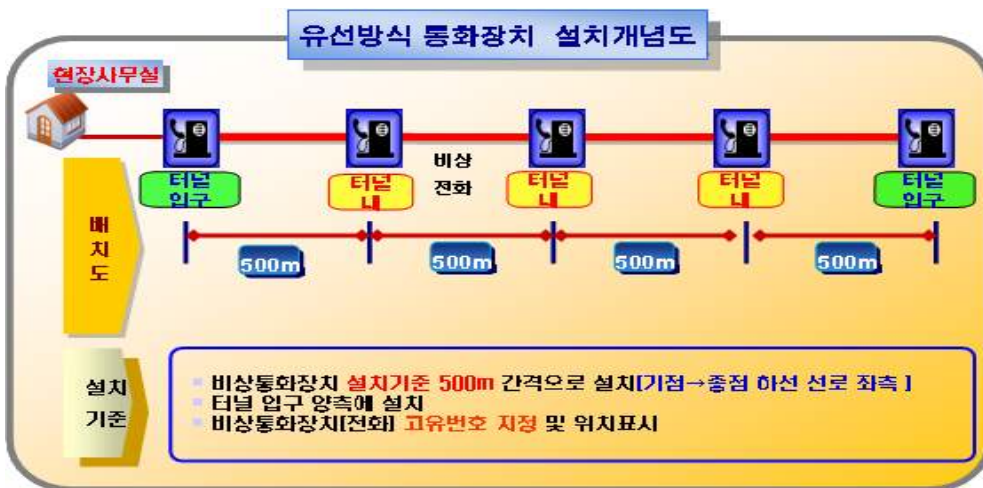 유선방식 통화장치 설치개념도
현장사무실
비상
전화
터널
입구
터널
내
터널
내
터널
내
터널
입구
배
치
도
500m
500m
500m
500m
설치
기준
비상통화장치 설치기준 500m 간격으로 설치[기점→종점 하선 선로 좌측 ]
터널 입구 양측에 설치
비상통화장치[전화] 고유번호 지정 및 위치표시